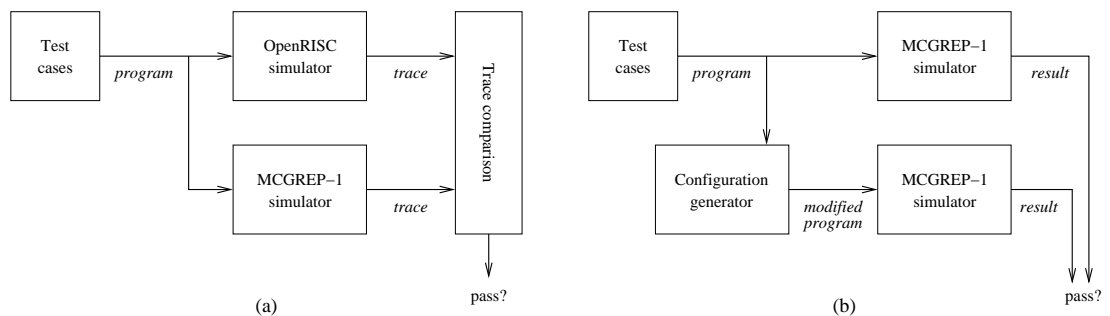 Test
cases
program
OpenRISC
simulator
trace
MCGREP−1
simulator
trace
Trace comparison
pass?
(a)
Test
cases
program
MCGREP−1
simulator
result
Configuration
generator
modified
program
MCGREP−1
simulator
result
pass?
(b)